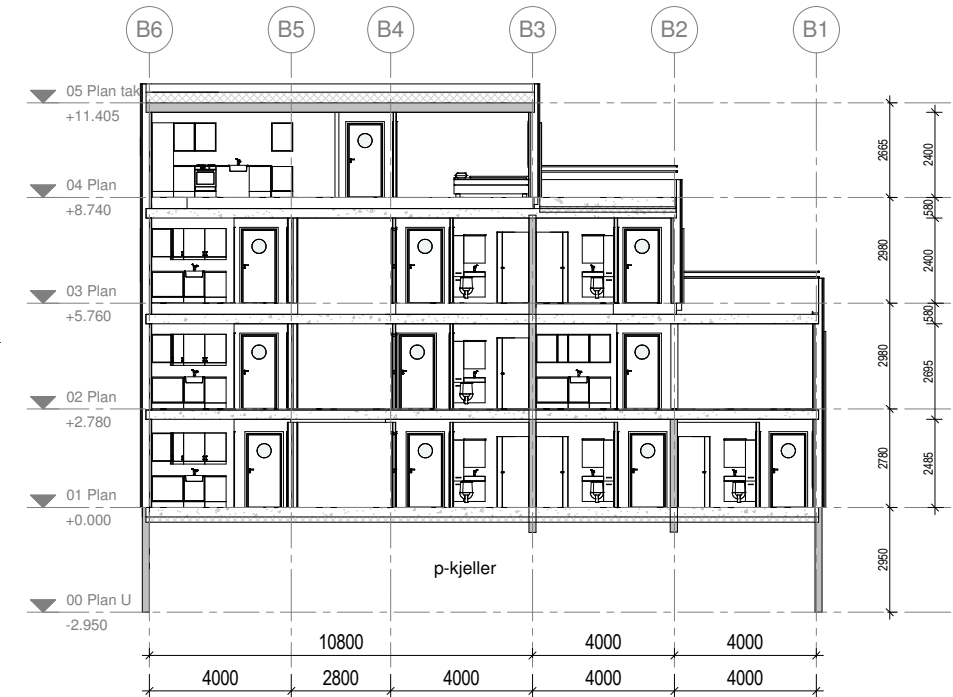 B6 B5 B4 B3 B2 B1
05 Plan tak
+11.405
2665
2400
04 Plan
+8.740
580
2980
2400
03 Plan
+5.760
580
2980
2695
02 Plan
+2.780
2780
2485
01 Plan
+0.000
2950
p-kjeller
00 Plan U
-2.950
10800 4000 4000
4000 2800 4000 4000 4000